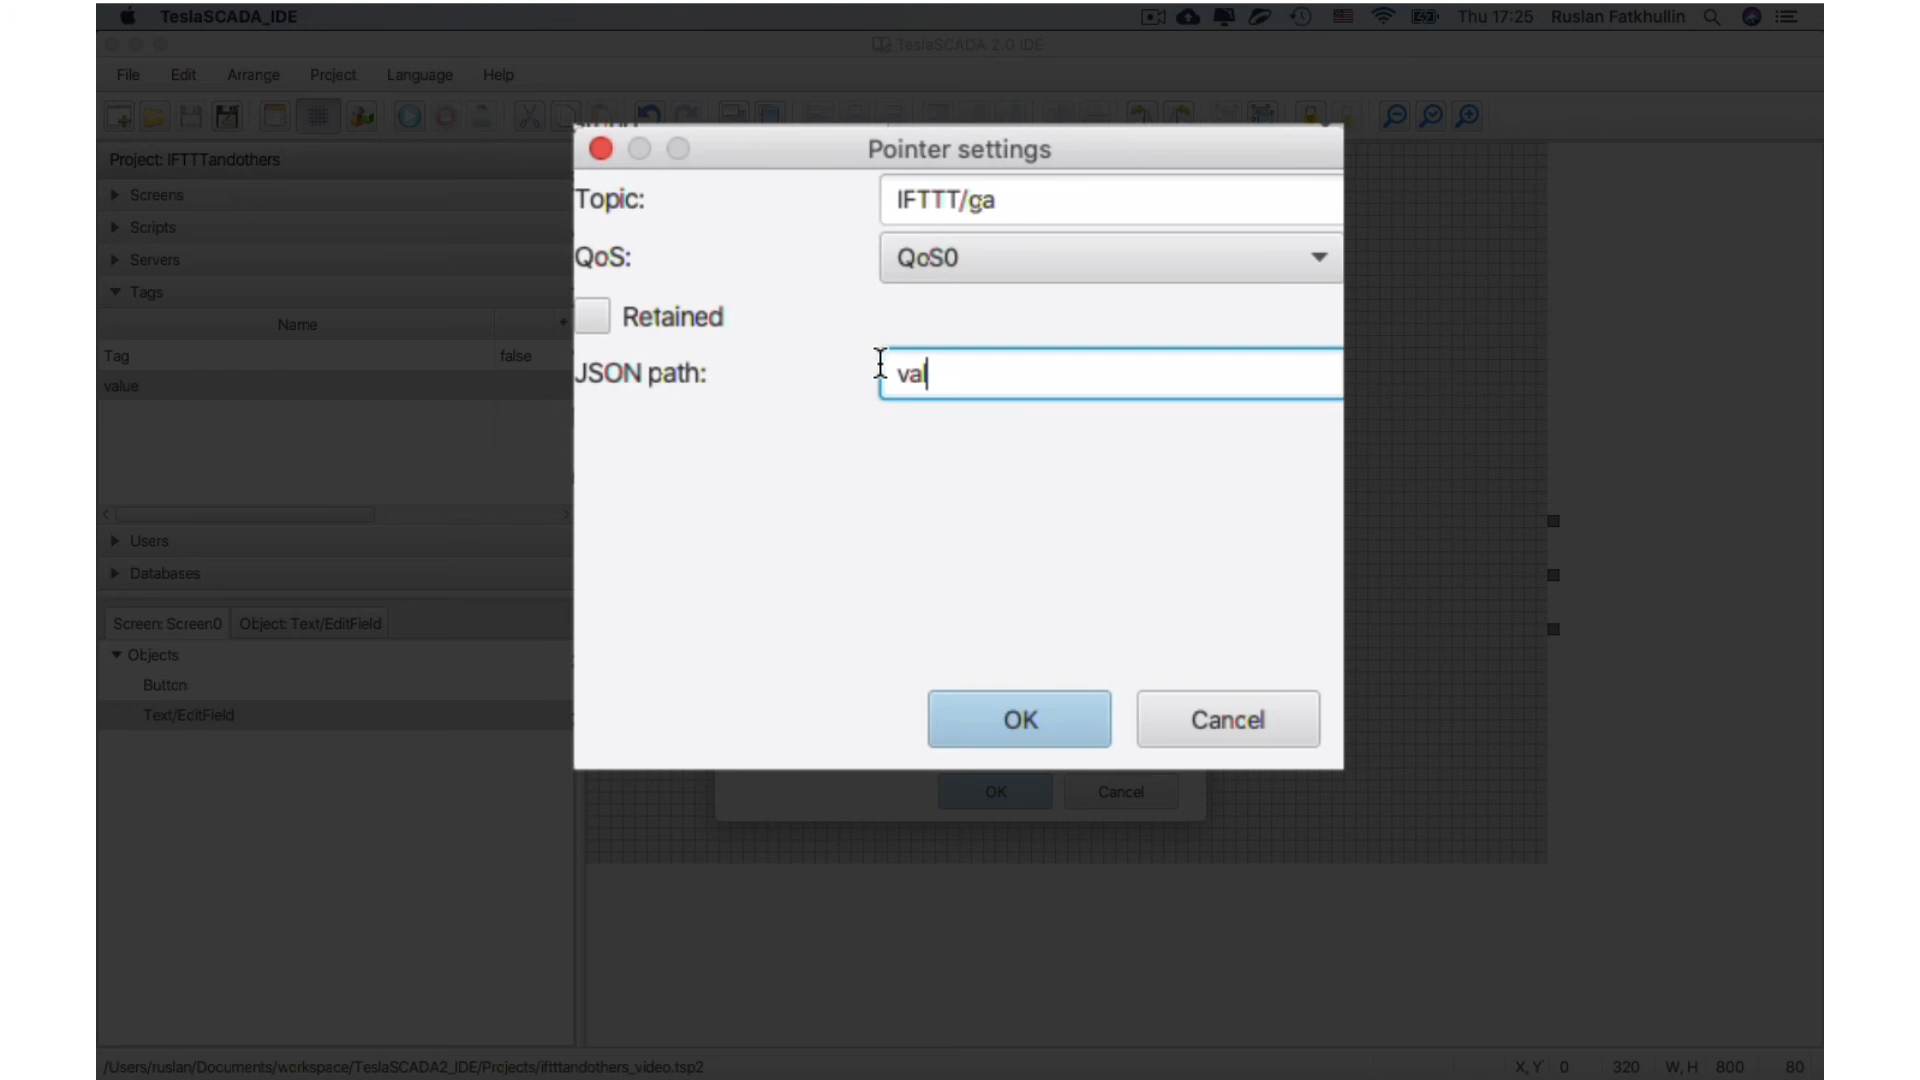 TeslaSCADA_IDE
Thu 17:25 Ruslan Fatkhullin
TeslaSCADA 2.0 IDE
File Edit Arrange Project Language Help
Project: IFTTTandothers
Screens
Scripts
Servers
Tags
Name
Tag false
value
Users
Databases
Screen: Screen0 Object: Text/EditField
Objects
Button
Text/EditField
Pointer settings
Topic: IFTTT/ga
QoS: QoS0
Retained
JSON path: val
OK Cancel
OK Cancel
/Users/ruslan/Documents/workspace/TeslaSCADA2_IDE/Projects/iftttandothers_video.tsp2
X, Y 0 320 W, H 800 80